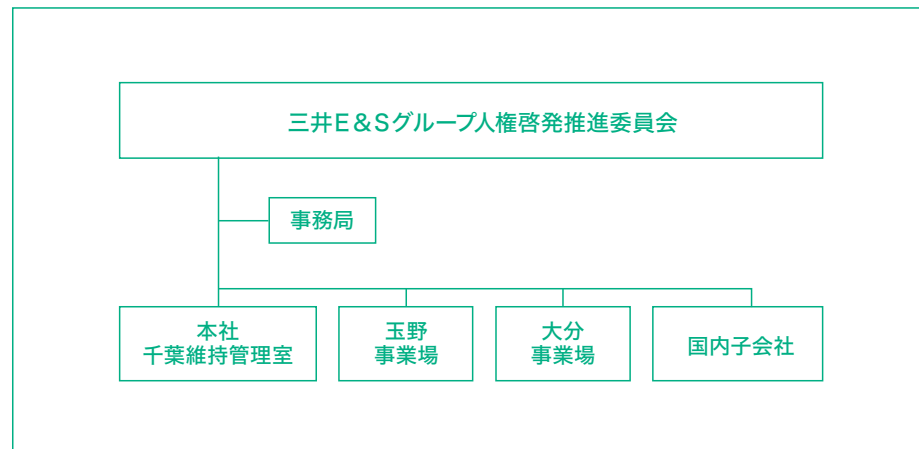 三井E&Sグループ人権啓発推進委員会
事務局
本社
千葉維持管理室
玉野
事業場
大分
事業場
国内子会社